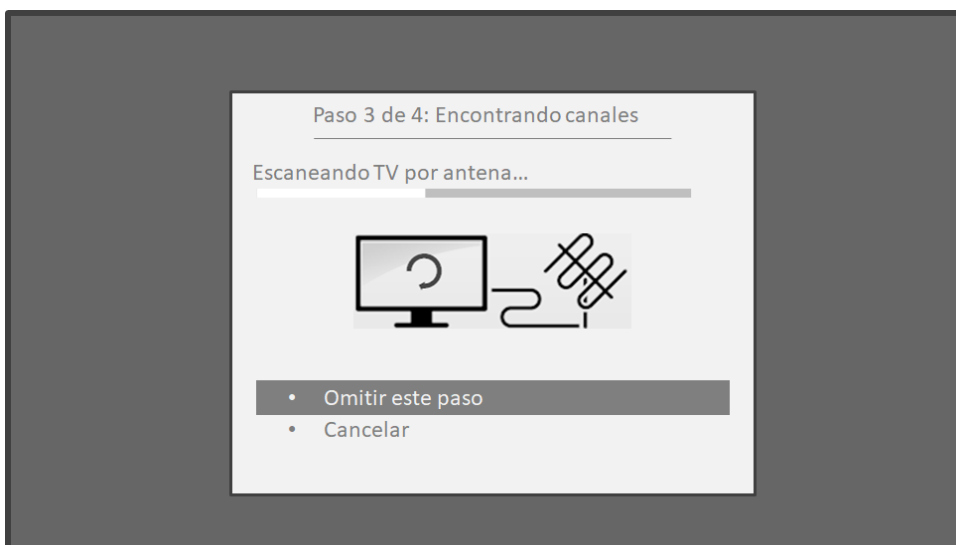 Paso 3 de 4: Encontrando canales
Escaneando TV por antena...
• Omitir este paso
• Cancelar